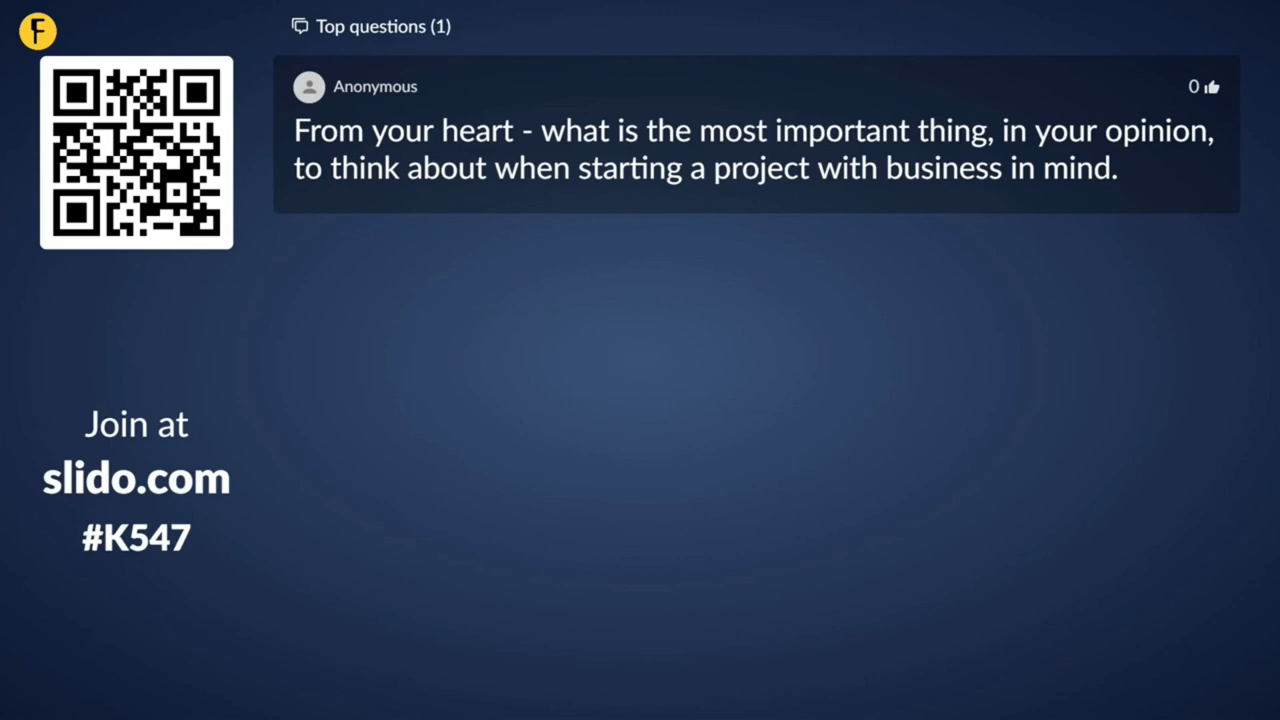 F
Top questions (1)
Anonymous
0
From your heart - what is the most important thing, in your opinion,
to think about when starting a project with business in mind.
Join at
slido.com
#K547